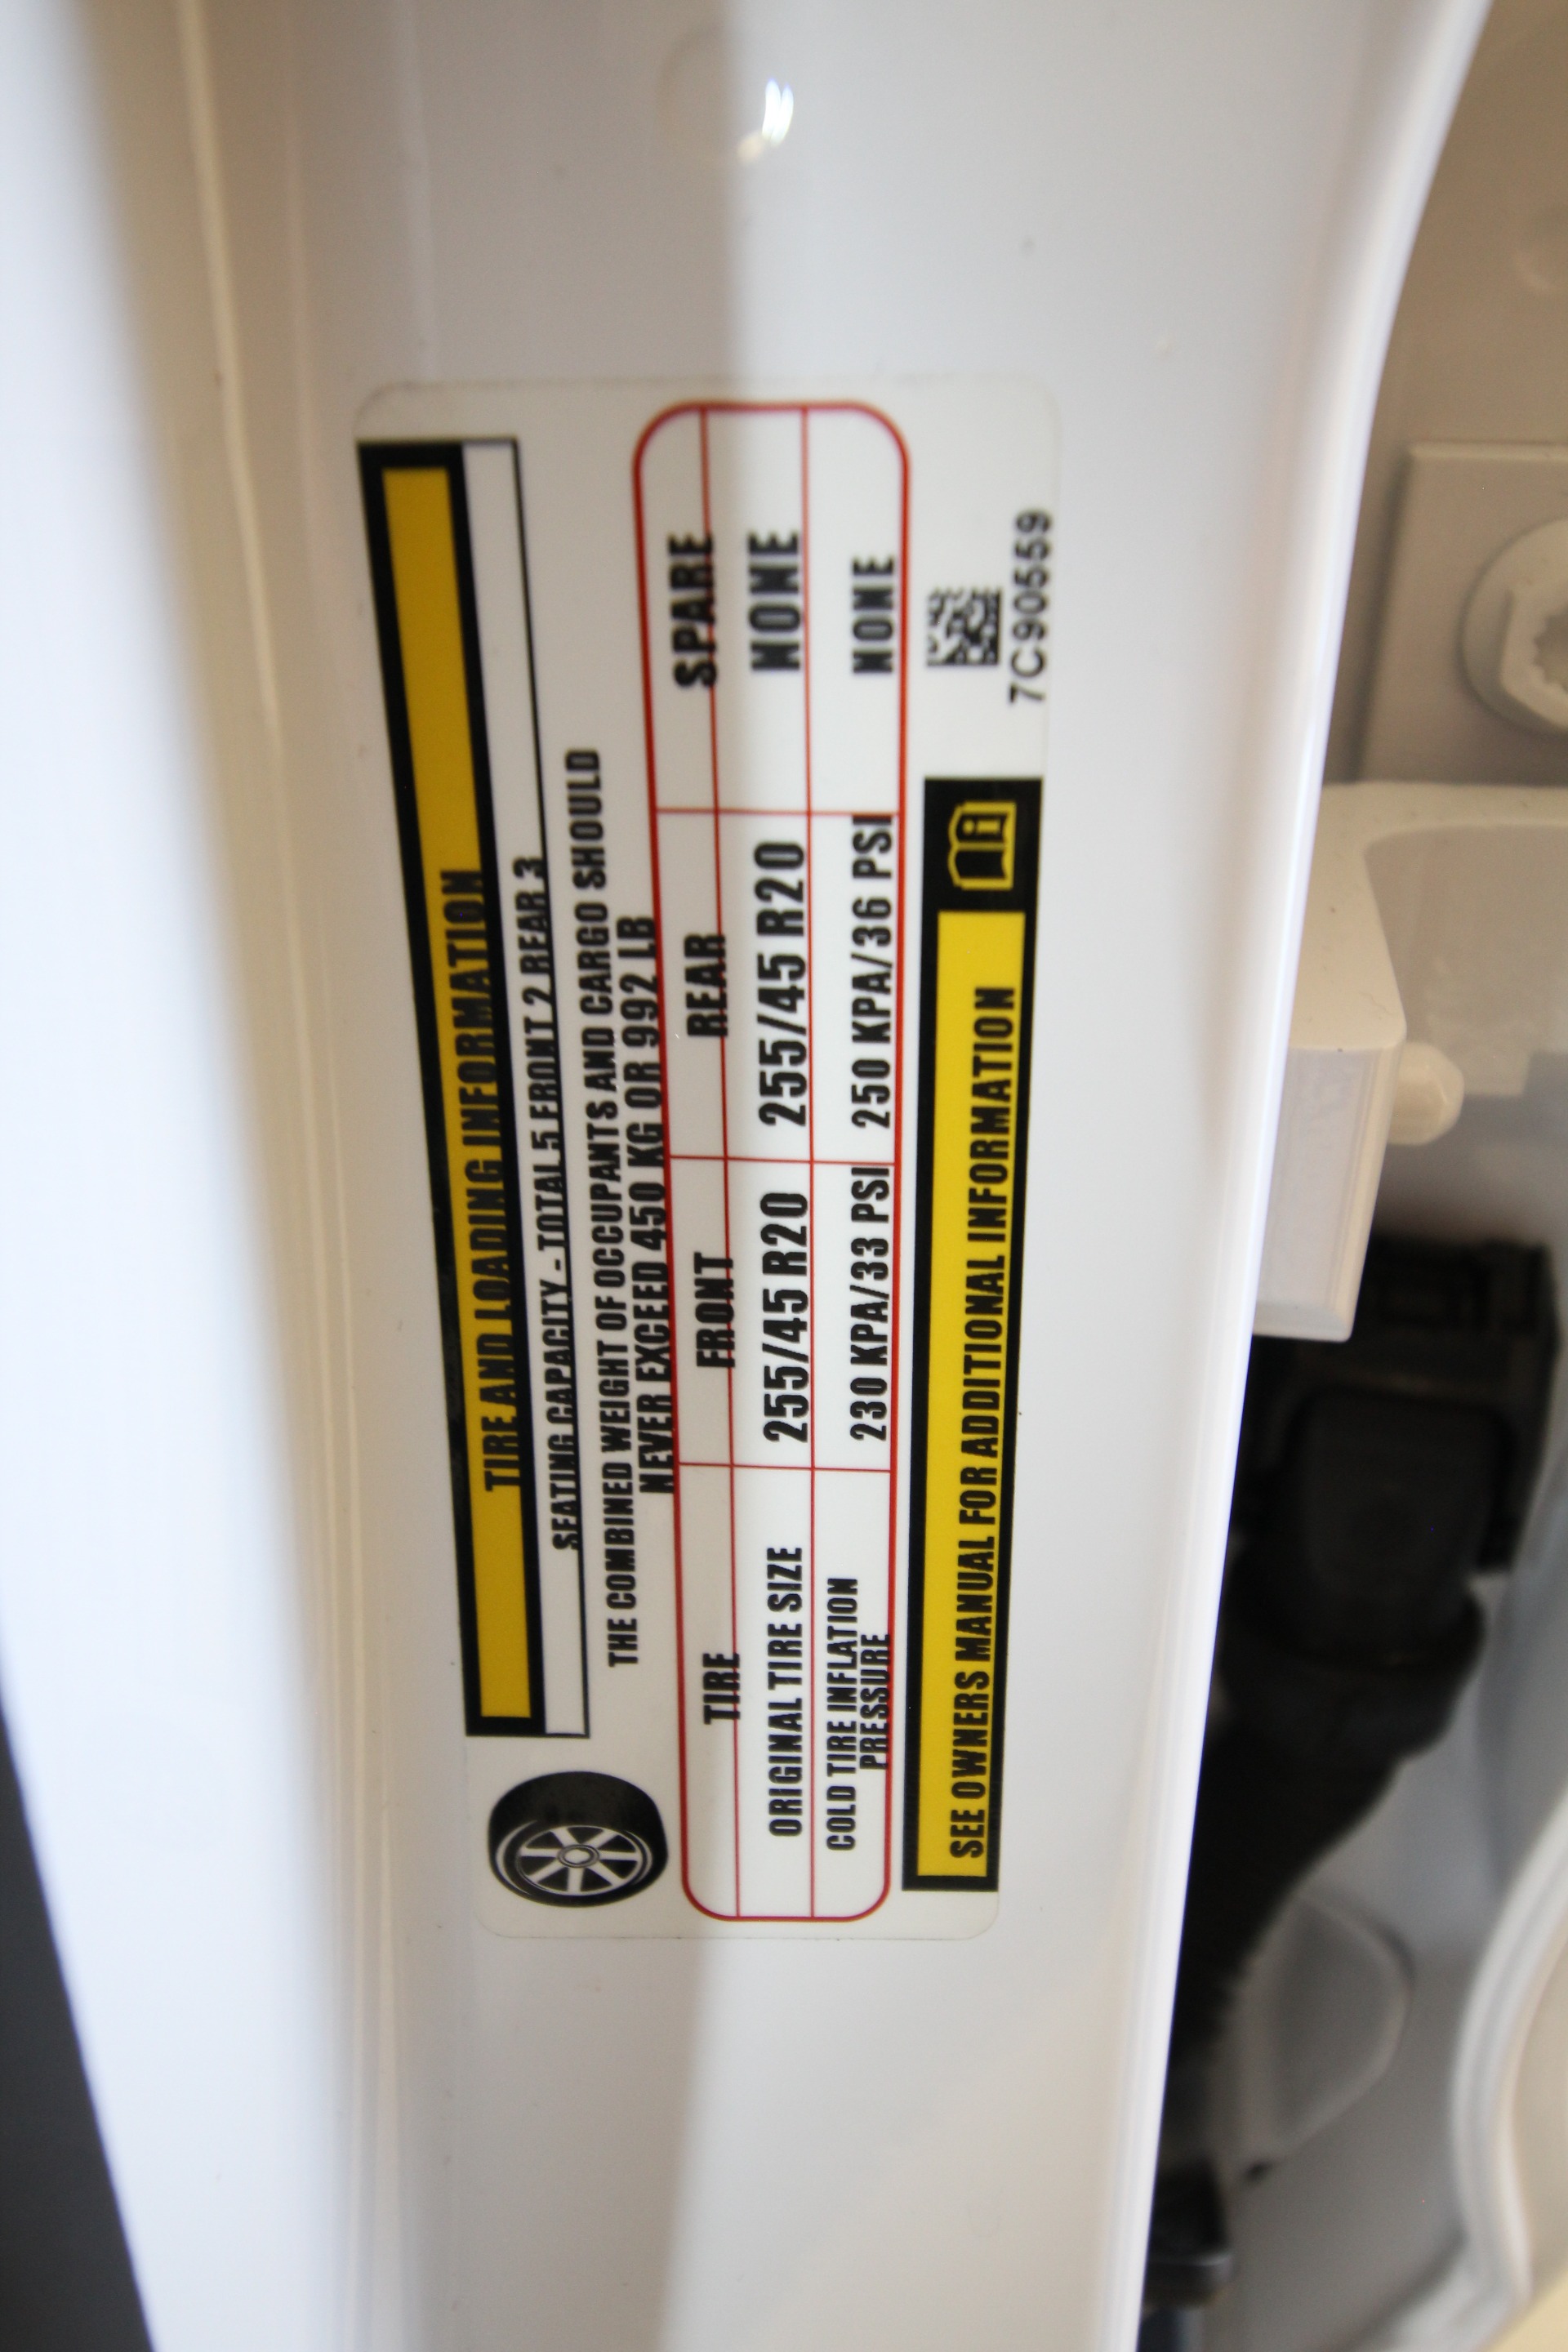 TIRE AND LOADING INFORMATION
SEATING CAPACITY - TOTAL 5 FRONT 2 REAR 3
THE COMBINED WEIGHT OF OCCUPANTS AND CARGO SHOULD
NEVER EXCEED 450 KG OR 992 LB
TIRE FRONT REAR SPARE
ORIGINAL TIRE SIZE 255/45 R20 255/45 R20 NONE
COLD TIRE INFLATION
PRESSURE 230 KPA/33 PSI 250 KPA/36 PSI NONE
SEE OWNERS MANUAL FOR ADDITIONAL INFORMATION
7C90559